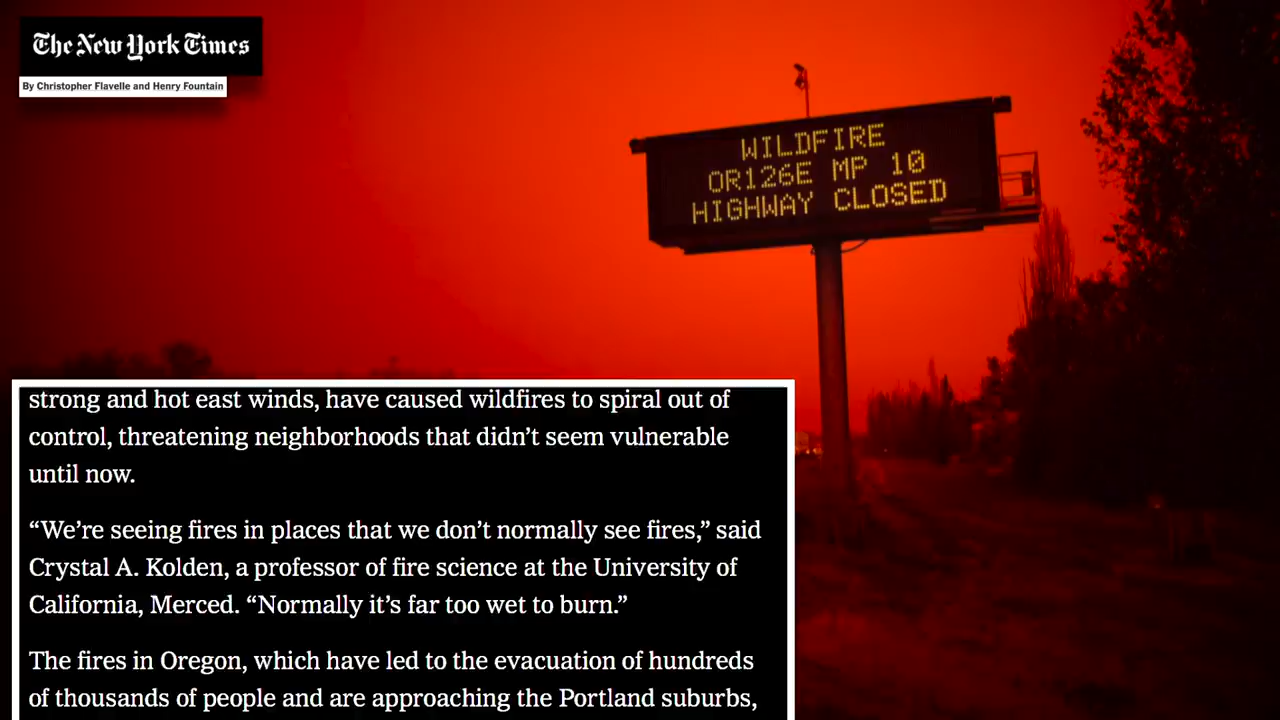 The New York Times
By Christopher Flavelle and Henry Fountain
WILDFIRE
OR126E MP 10
HIGHWAY CLOSED
strong and hot east winds, have caused wildfires to spiral out of
control, threatening neighborhoods that didn’t seem vulnerable
until now.
“We’re seeing fires in places that we don’t normally see fires,” said
Crystal A. Kolden, a professor of fire science at the University of
California, Merced. “Normally it’s far too wet to burn.”
The fires in Oregon, which have led to the evacuation of hundreds
of thousands of people and are approaching the Portland suburbs,